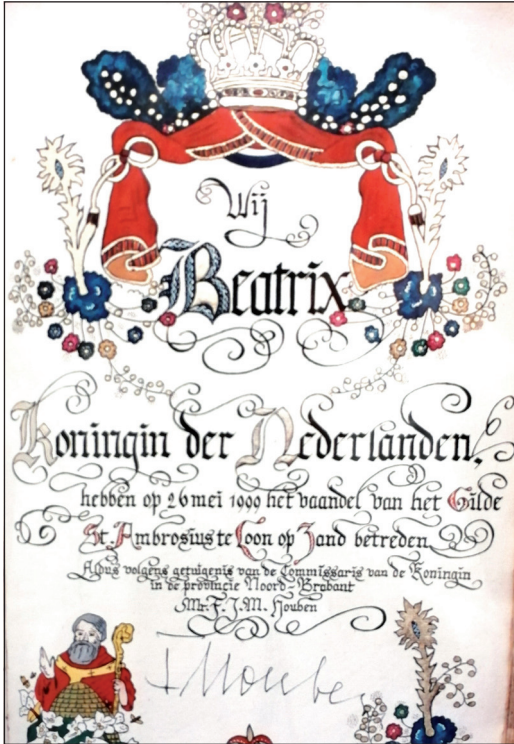 Wij
Beatrix
Koningin der Nederlanden,
hebben op 26 mei 1999 het vaandel van het Gilde
St. Ambrosius te Loon op Zand betreden
Aldus volgens getuigenis van de Commissaris van de Koningin
in de provincie Noord-Brabant
Mr. F. J. M. Houben
FHouben